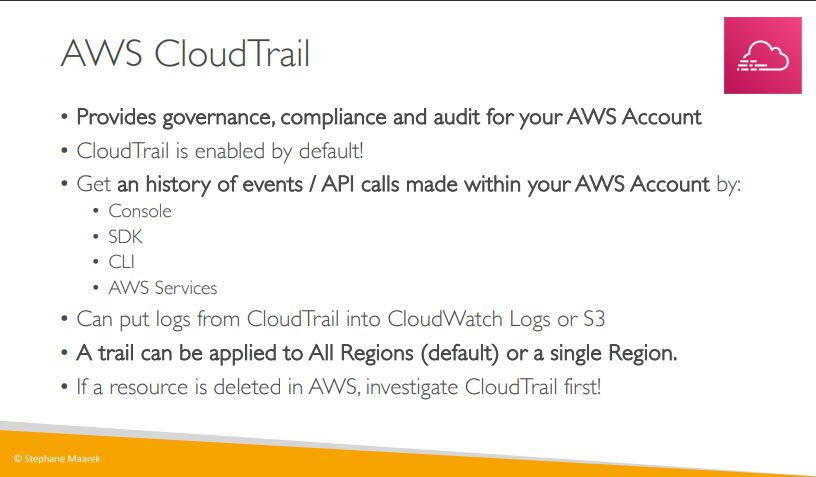 AWS CloudTrail
• Provides governance, compliance and audit for your AWS Account
• CloudTrail is enabled by default!
• Get an history of events / API calls made within your AWS Account by:
• Console
• SDK
• CLI
• AWS Services
• Can put logs from CloudTrail into CloudWatch Logs or S3
• A trail can be applied to All Regions (default) or a single Region.
• If a resource is deleted in AWS, investigate CloudTrail first!
© Stephane Maarek